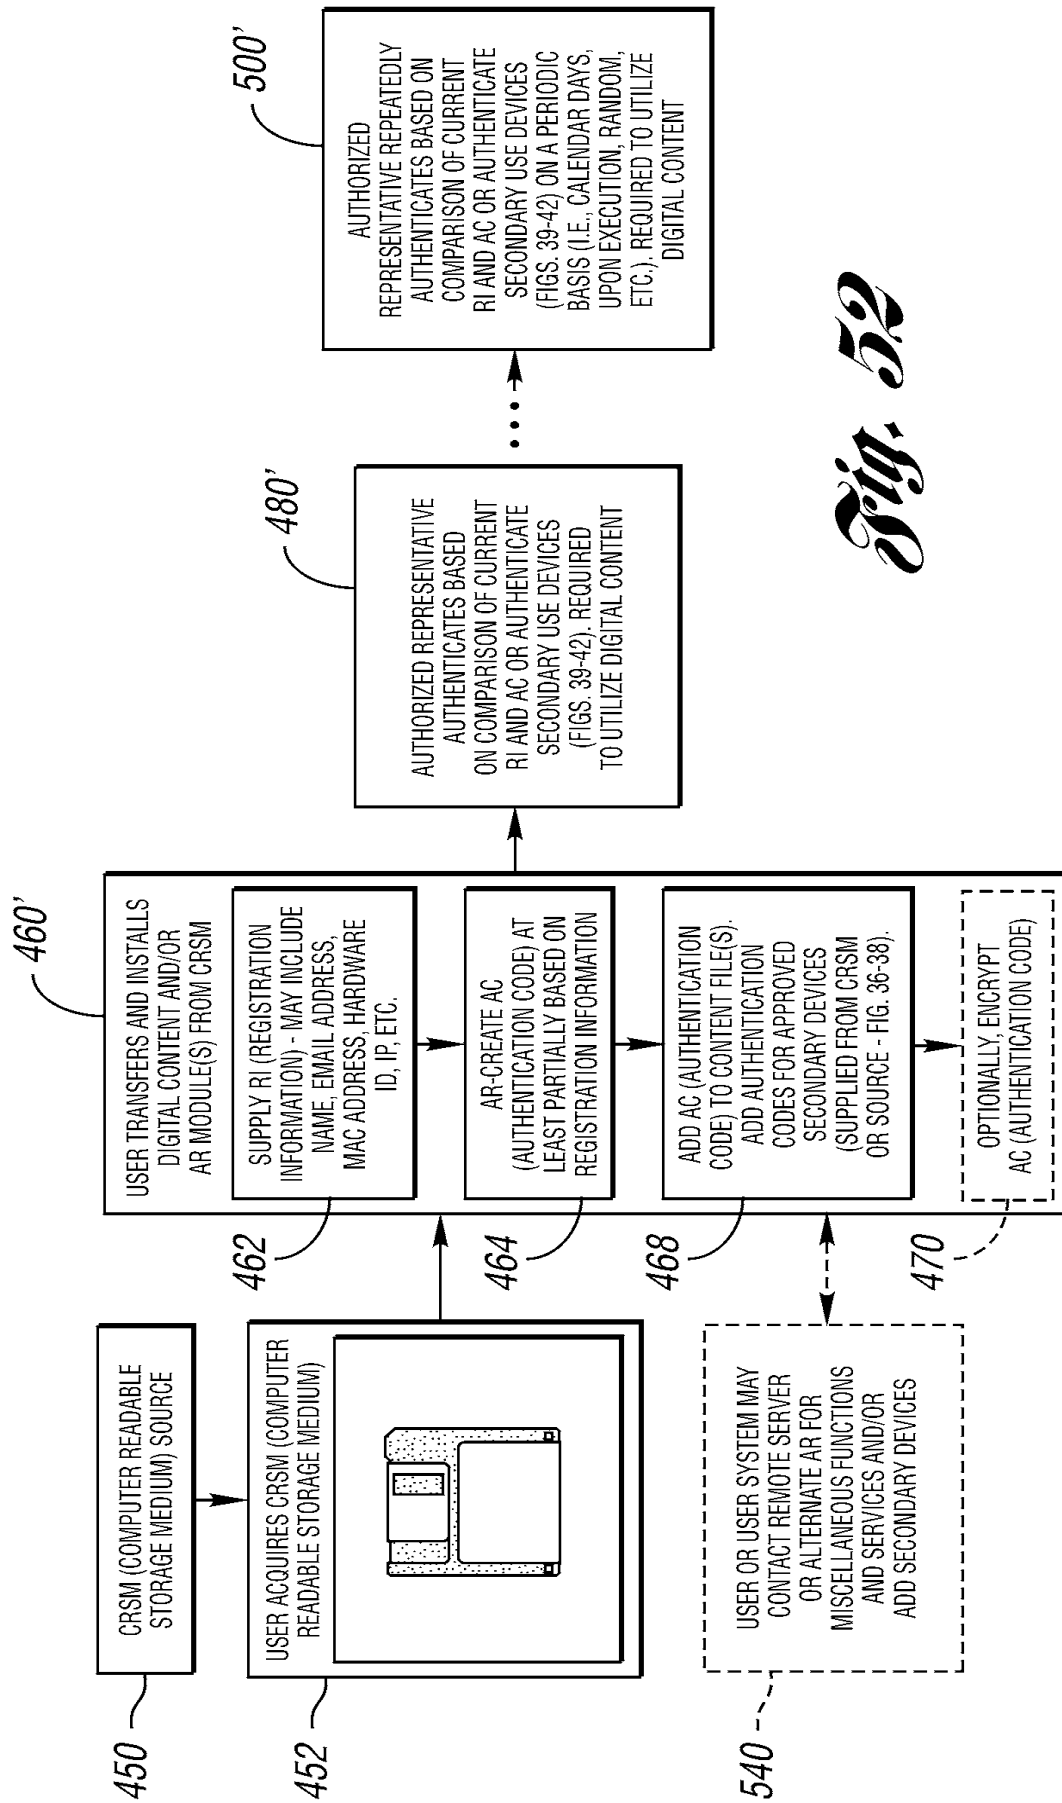 450
CRSM (COMPUTER READABLE
STORAGE MEDIUM) SOURCE
452
USER ACQUIRES CRSM (COMPUTER
READABLE STORAGE MEDIUM)
540
USER OR USER SYSTEM MAY
CONTACT REMOTE SERVER
OR ALTERNATE AR FOR
MISCELLANEOUS FUNCTIONS
AND SERVICES AND/OR
ADD SECONDARY DEVICES
460'
USER TRANSFERS AND INSTALLS
DIGITAL CONTENT AND/OR
AR MODULE(S) FROM CRSM
462
SUPPLY RI (REGISTRATION
INFORMATION) - MAY INCLUDE
NAME, EMAIL ADDRESS,
MAC ADDRESS, HARDWARE
ID, IP, ETC.
464
AR-CREATE AC
(AUTHENTICATION CODE) AT
LEAST PARTIALLY BASED ON
REGISTRATION INFORMATION
468
ADD AC (AUTHENTICATION
CODE) TO CONTENT FILE(S).
ADD AUTHENTICATION
CODES FOR APPROVED
SECONDARY DEVICES
(SUPPLIED FROM CRSM
OR SOURCE - FIG. 36-38).
470
OPTIONALLY, ENCRYPT
AC (AUTHENTICATION CODE)
480'
AUTHORIZED REPRESENTATIVE
AUTHENTICATES BASED
ON COMPARISON OF CURRENT
RI AND AC OR AUTHENTICATE
SECONDARY USE DEVICES
(FIGS. 39-42). REQUIRED
TO UTILIZE DIGITAL CONTENT
500'
AUTHORIZED
REPRESENTATIVE REPEATEDLY
AUTHENTICATES BASED ON
COMPARISON OF CURRENT
RI AND AC OR AUTHENTICATE
SECONDARY USE DEVICES
(FIGS. 39-42) ON A PERIODIC
BASIS (I.E., CALENDAR DAYS,
UPON EXECUTION, RANDOM,
ETC.). REQUIRED TO UTILIZE
DIGITAL CONTENT
Fig. 52